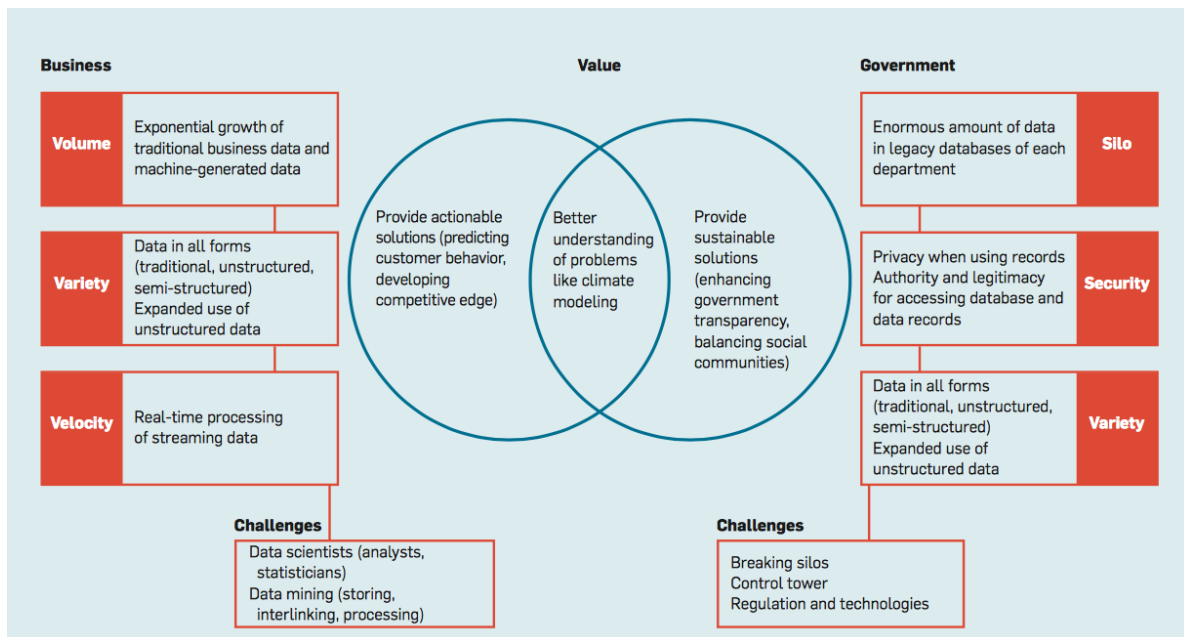 Business
Volume
Exponential growth of
traditional business data and
machine-generated data
Variety
Data in all forms
(traditional, unstructured,
semi-structured)
Expanded use of
unstructured data
Velocity
Real-time processing
of streaming data
Challenges
Data scientists (analysts,
statisticians)
Data mining (storing,
interlinking, processing)
Value
Provide actionable
solutions (predicting
customer behavior,
developing
competitive edge)
Better
understanding
of problems
like climate
modeling
Provide
sustainable
solutions
(enhancing
government
transparency,
balancing social
communities)
Government
Enormous amount of data
in legacy databases of each
department
Silo
Privacy when using records
Authority and legitimacy
for accessing database and
data records
Security
Data in all forms
(traditional, unstructured,
semi-structured)
Expanded use of
unstructured data
Variety
Challenges
Breaking silos
Control tower
Regulation and technologies